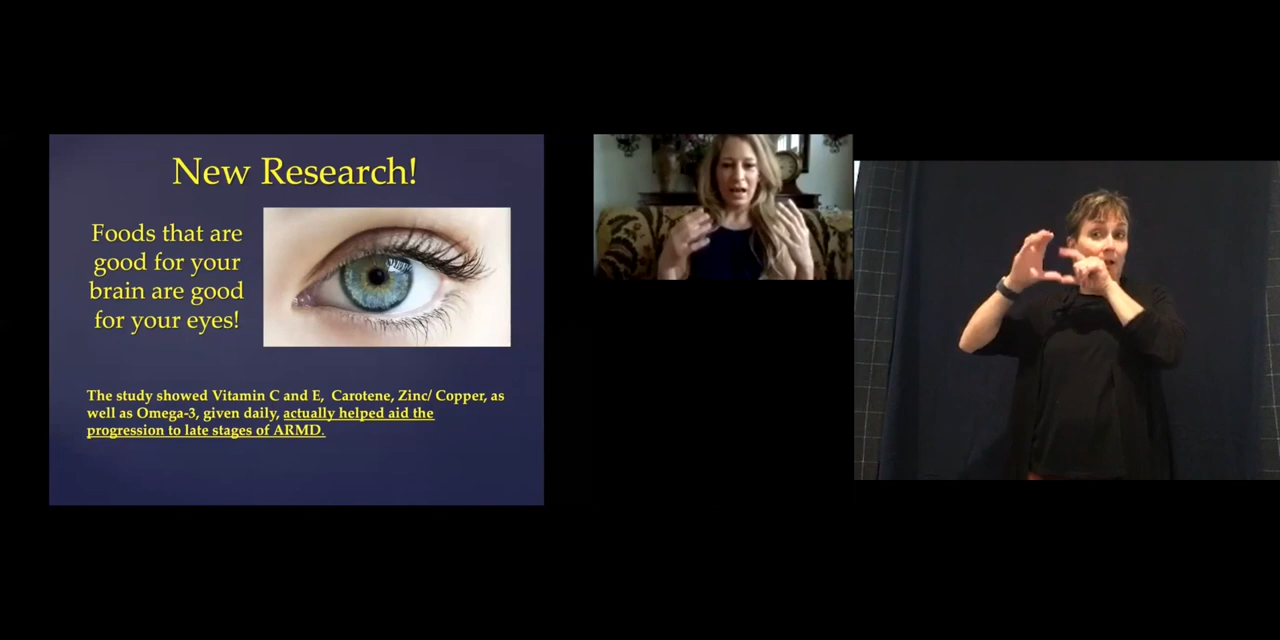 New Research!
Foods that are
good for your
brain are good
for your eyes!
The study showed Vitamin C and E, Carotene, Zinc/ Copper, as
well as Omega-3, given daily, actually helped aid the
progression to late stages of ARMD.